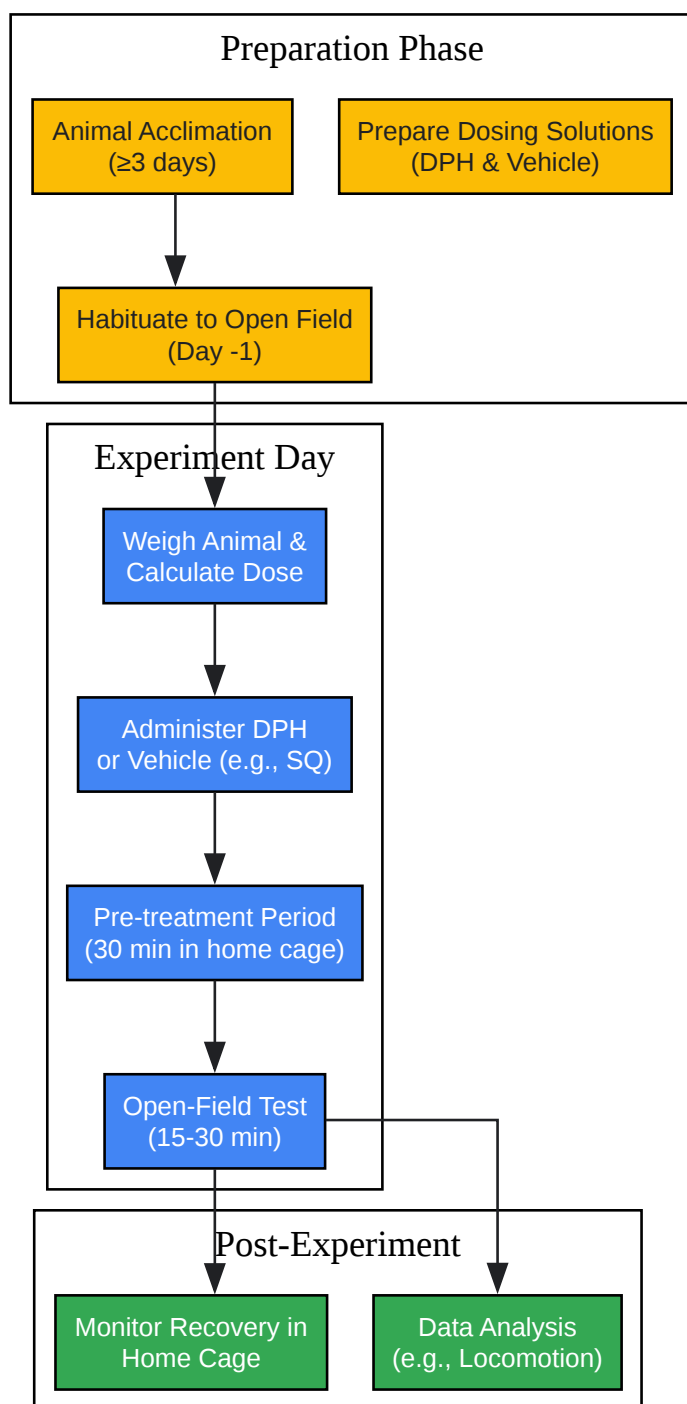 Preparation Phase
Animal Acclimation
(≥3 days)
Prepare Dosing Solutions
(DPH & Vehicle)
Habituate to Open Field
(Day -1)
Experiment Day
Weigh Animal &
Calculate Dose
Administer DPH
or Vehicle (e.g., SQ)
Pre-treatment Period
(30 min in home cage)
Open-Field Test
(15-30 min)
Post-Experiment
Monitor Recovery in
Home Cage
Data Analysis
(e.g., Locomotion)